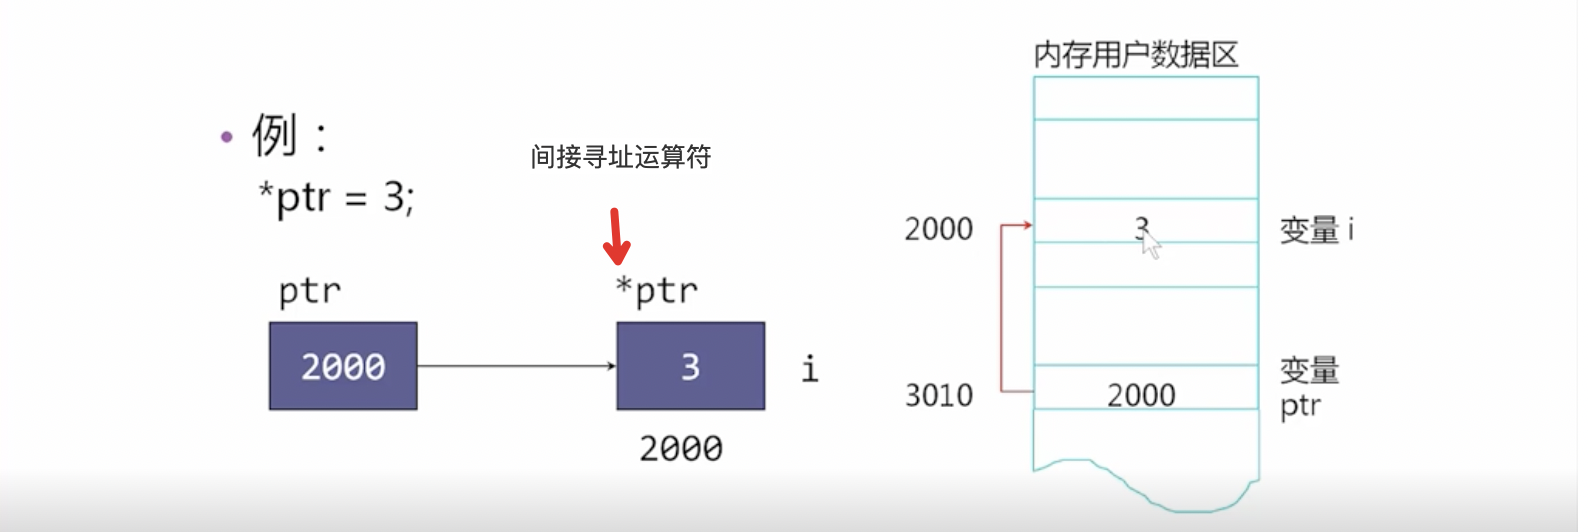 内存用户数据区
• 例：
*ptr = 3;
间接寻址运算符
ptr
*ptr
2000
3
i
2000
2000
3
变量 i
3010
2000
变量
ptr